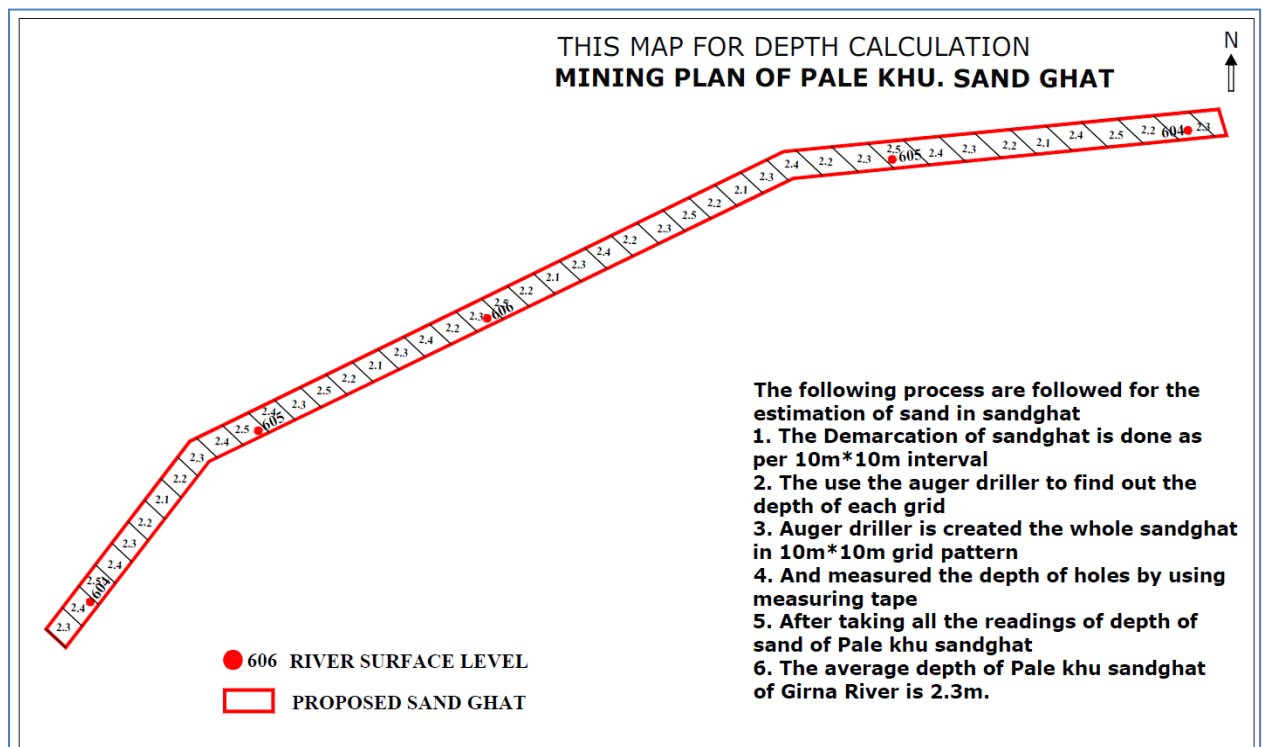 THIS MAP FOR DEPTH CALCULATION
MINING PLAN OF PALE KHU. SAND GHAT
N
2.3
2.4
2.5
604
2.4
2.3
2.2
2.1
2.2
2.3
2.4
2.5
2.4
605
2.3
2.5
2.2
2.1
2.3
2.4
2.2
2.3
2.5
606
2.2
2.1
2.3
2.4
2.2
2.3
2.5
2.2
2.1
2.3
2.4
2.2
2.3
2.5
605
2.4
2.3
2.2
2.1
2.4
2.5
2.2
604
2.3
The following process are followed for the
estimation of sand in sandghat
1. The Demarcation of sandghat is done as
per 10m*10m interval
2. The use the auger driller to find out the
depth of each grid
3. Auger driller is created the whole sandghat
in 10m*10m grid pattern
4. And measured the depth of holes by using
measuring tape
5. After taking all the readings of depth of
sand of Pale khu sandghat
6. The average depth of Pale khu sandghat
of Girna River is 2.3m.
606 RIVER SURFACE LEVEL
PROPOSED SAND GHAT